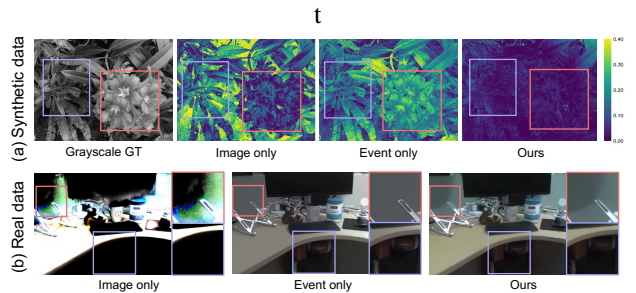 t
(a) Synthetic data
0.40
0.30
0.20
0.10
0.00
Grayscale GT
Image only
Event only
Ours
(b) Real data
Image only
Event only
Ours